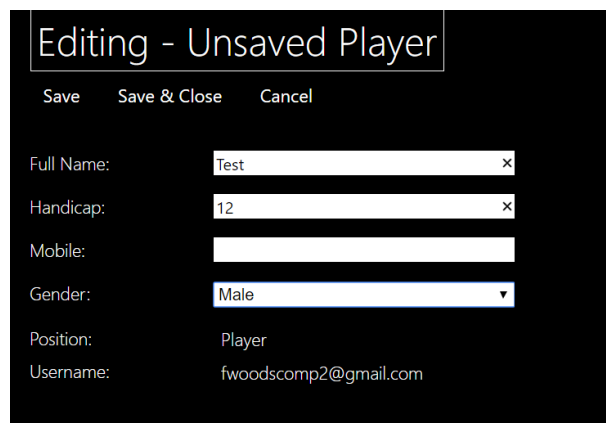 Editing - Unsaved Player
Save Save & Close Cancel
Full Name: Test ×
Handicap: 12 ×
Mobile:
Gender: Male ▼
Position: Player
Username: fwoodscomp2@gmail.com